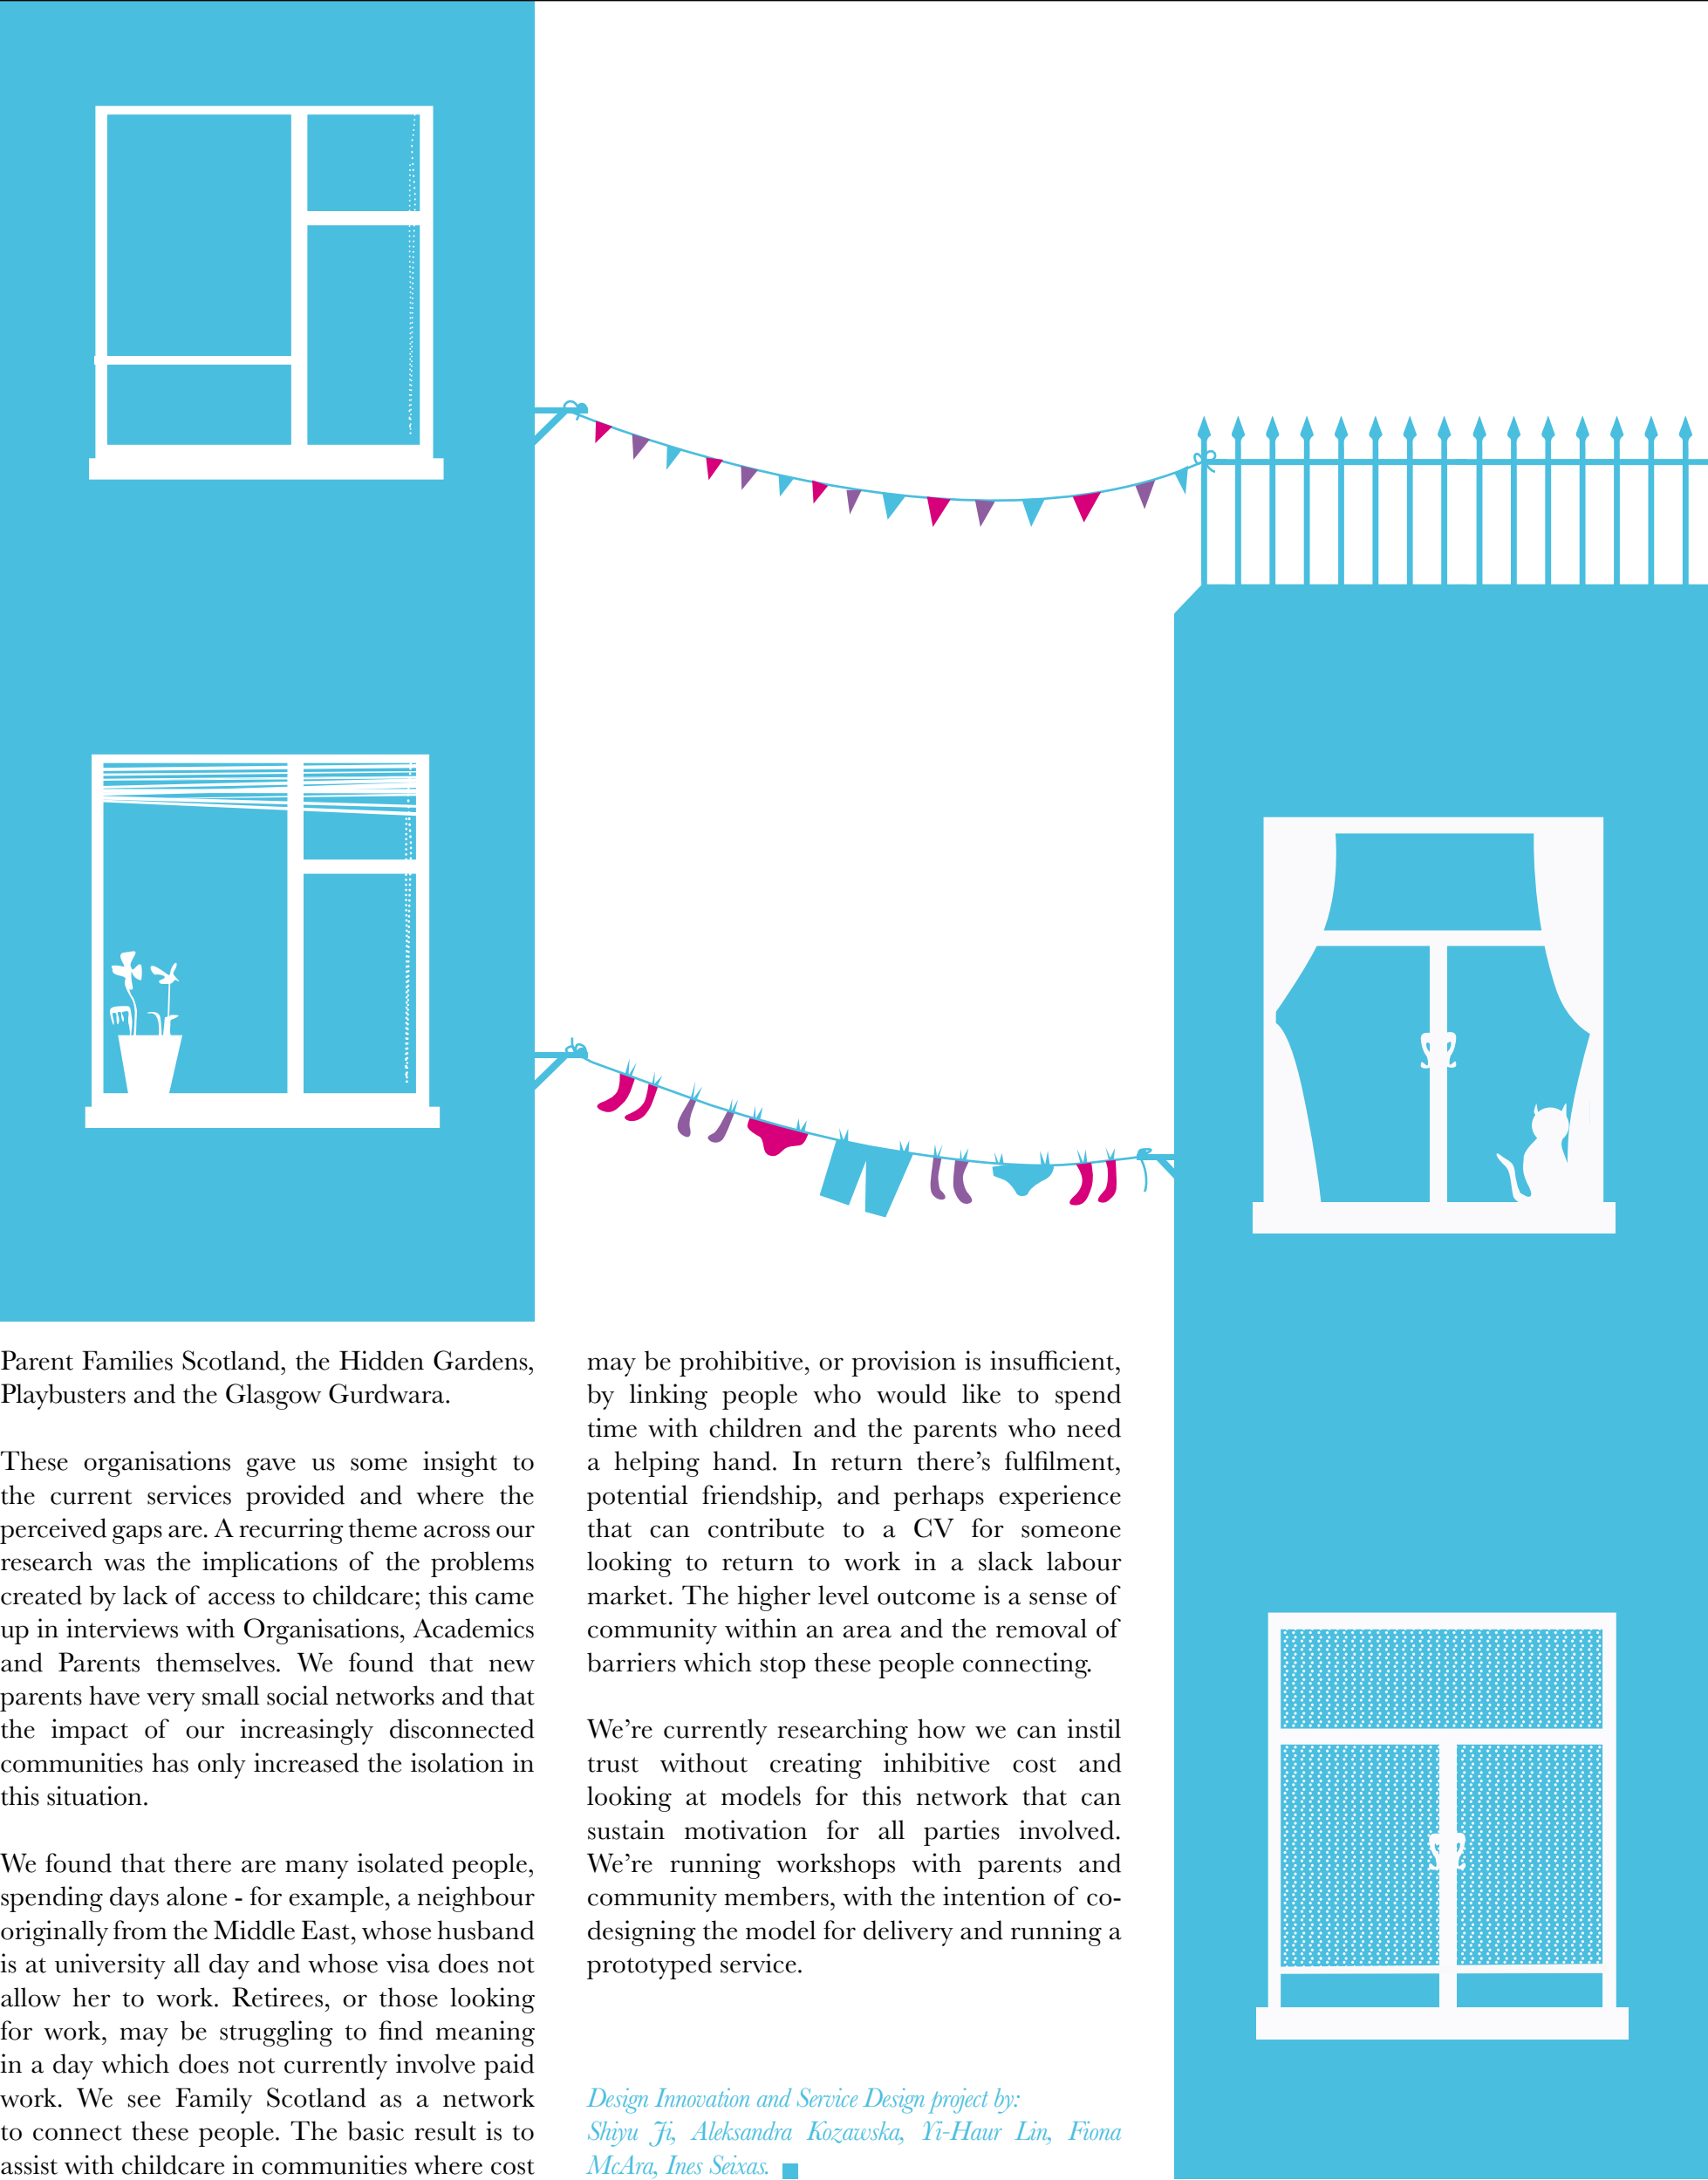 Parent Families Scotland, the Hidden Gardens,
Playbusters and the Glasgow Gurdwara.
These organisations gave us some insight to
the current services provided and where the
perceived gaps are. A recurring theme across our
research was the implications of the problems
created by lack of access to childcare; this came
up in interviews with Organisations, Academics
and Parents themselves. We found that new
parents have very small social networks and that
the impact of our increasingly disconnected
communities has only increased the isolation in
this situation.
We found that there are many isolated people,
spending days alone - for example, a neighbour
originally from the Middle East, whose husband
is at university all day and whose visa does not
allow her to work. Retirees, or those looking
for work, may be struggling to find meaning
in a day which does not currently involve paid
work. We see Family Scotland as a network
to connect these people. The basic result is to
assist with childcare in communities where cost
may be prohibitive, or provision is insufficient,
by linking people who would like to spend
time with children and the parents who need
a helping hand. In return there’s fulfilment,
potential friendship, and perhaps experience
that can contribute to a CV for someone
looking to return to work in a slack labour
market. The higher level outcome is a sense of
community within an area and the removal of
barriers which stop these people connecting.
We’re currently researching how we can instil
trust without creating inhibitive cost and
looking at models for this network that can
sustain motivation for all parties involved.
We’re running workshops with parents and
community members, with the intention of co-
designing the model for delivery and running a
prototyped service.
Design Innovation and Service Design project by:
Shiyu Ji, Aleksandra Kozawska, Yi-Haur Lin, Fiona
McAra, Ines Seixas.